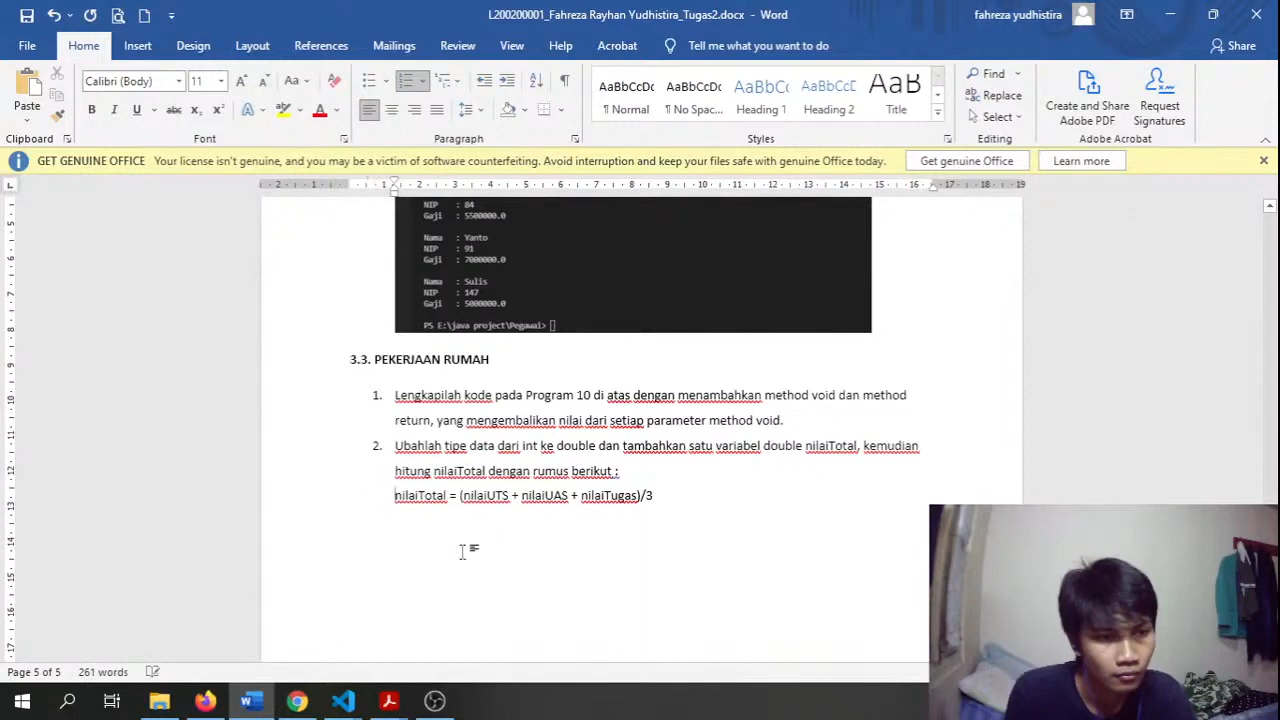 L200200001_Fahreza Rayhan Yudhistira_Tugas2.docx - Word
fahreza yudhistira
File Home Insert Design Layout References Mailings Review View Help Acrobat Tell me what you want to do Share
Paste
Calibri (Body) 11
AaBbCcDc AaBbCcDc AaBbCc AaBbCcD AaB
¶ Normal ¶ No Spac... Heading 1 Heading 2 Title
Find
Replace
Select
Create and Share
Adobe PDF
Request
Signatures
Clipboard Font Paragraph Styles Editing Adobe Acrobat
GET GENUINE OFFICE Your license isn't genuine, and you may be a victim of software counterfeiting. Avoid interruption and keep your files safe with genuine Office today. Get genuine Office Learn more
NIP : 84
Gaji : 5500000.0
Nama : Yanto
NIP : 91
Gaji : 7000000.0
Nama : Sulis
NIP : 147
Gaji : 5000000.0
PS E:\java project\Pegawai>
3.3. PEKERJAAN RUMAH
1. Lengkapilah kode pada Program 10 di atas dengan menambahkan method void dan method
return, yang mengembalikan nilai dari setiap parameter method void.
2. Ubahlah tipe data dari int ke double dan tambahkan satu variabel double nilaiTotal, kemudian
hitung nilaiTotal dengan rumus berikut :
nilaiTotal = (nilaiUTS + nilaiUAS + nilaiTugas)/3
Page 5 of 5 261 words